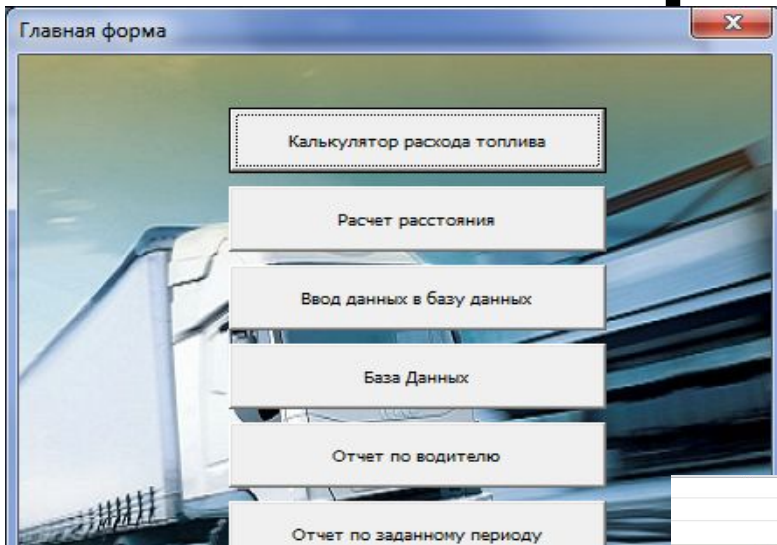 Главная форма
Калькулятор расхода топлива
Расчет расстояния
Ввод данных в базу данных
База Данных
Отчет по водителю
Отчет по заданному периоду